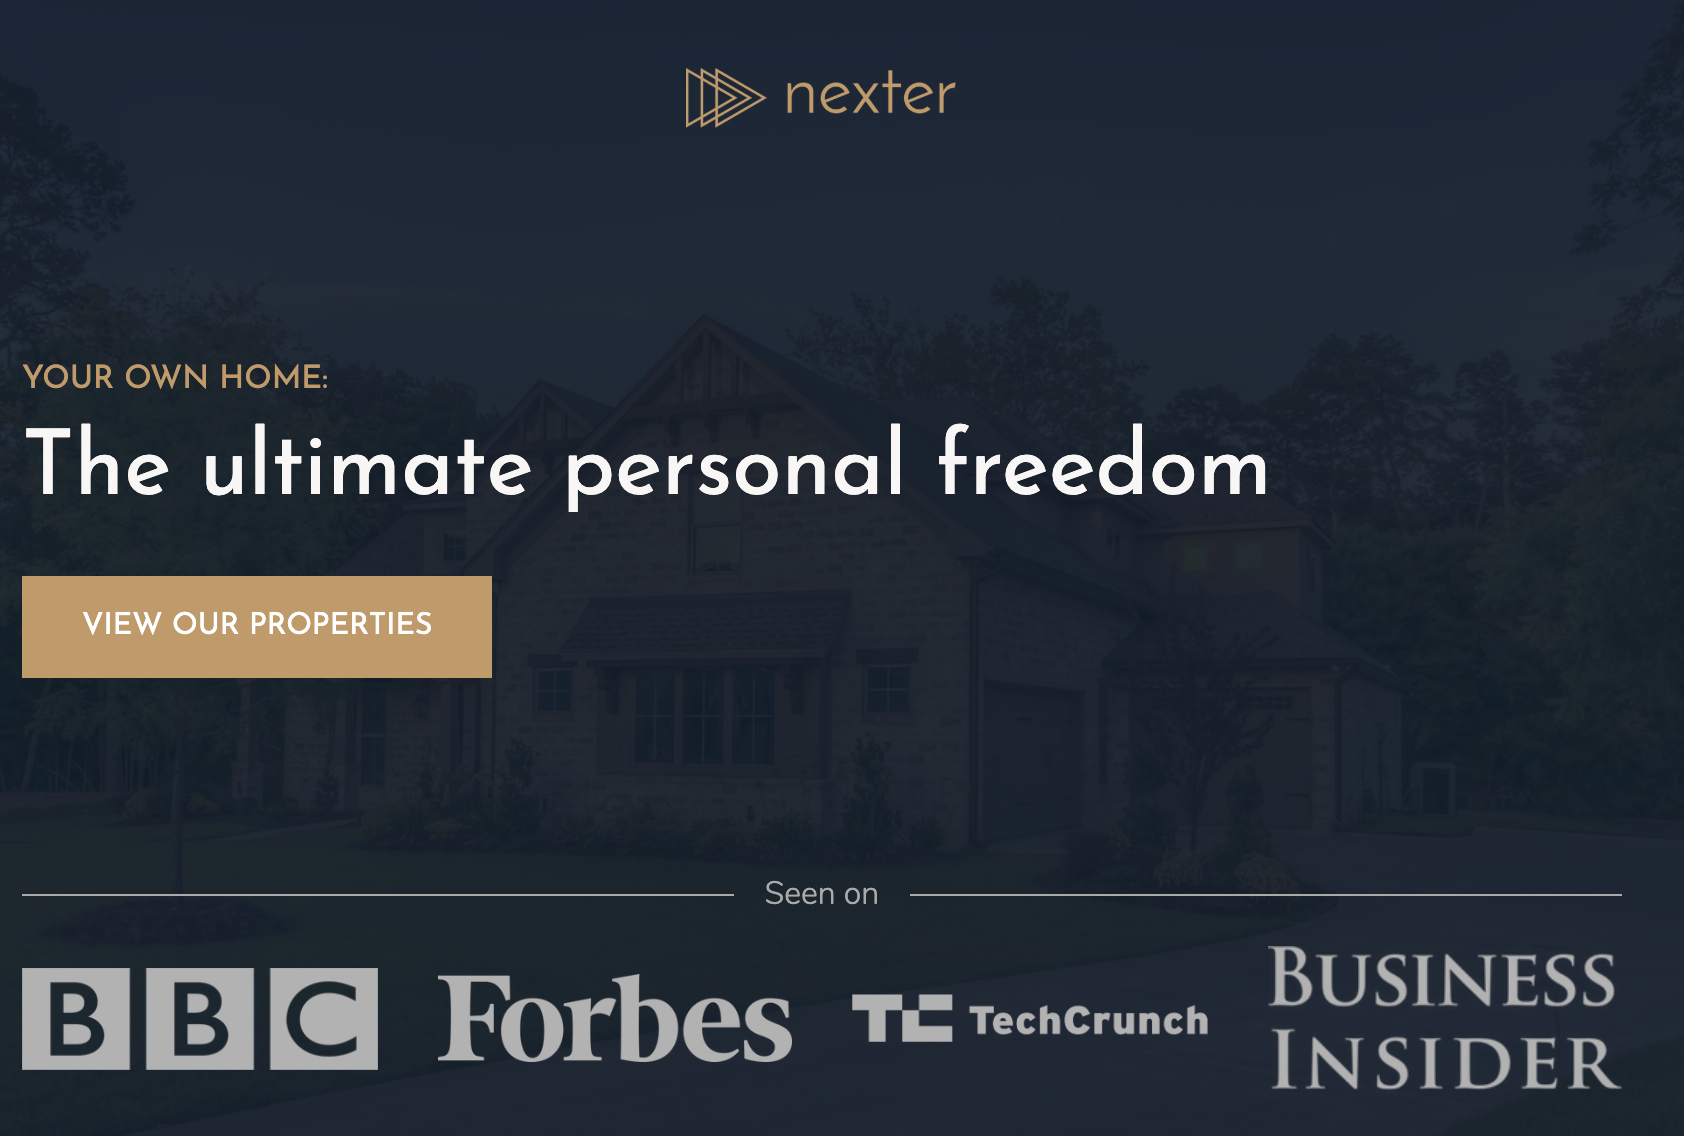 nexter
YOUR OWN HOME:
The ultimate personal freedom
VIEW OUR PROPERTIES
Seen on
BBC
Forbes
TC TechCrunch
BUSINESS
INSIDER